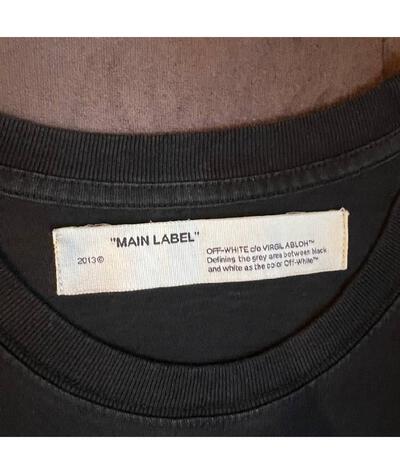 "MAIN LABEL"
2013©
OFF-WHITE c/o VIRGIL ABLOH™
Defining the grey area between black
and white as the color Off-White™